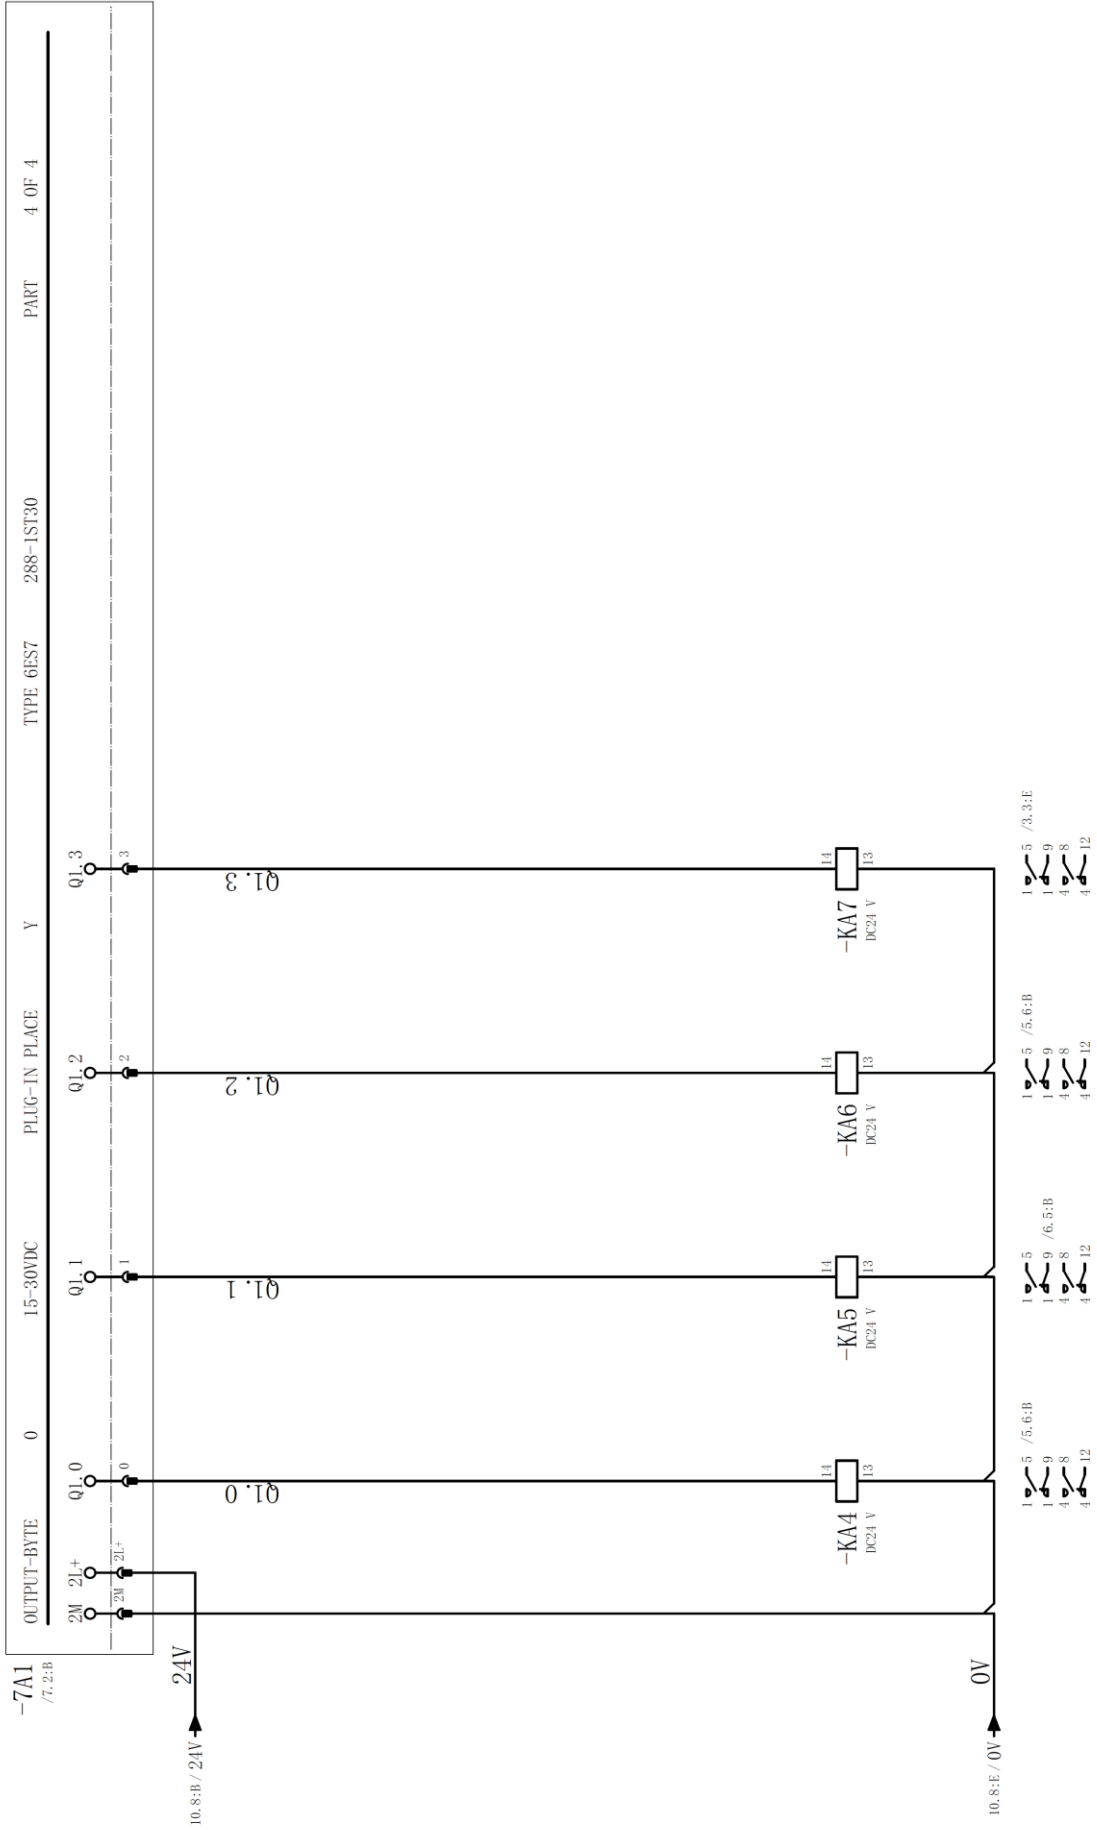 -7A1
/7.2:B
OUTPUT-BYTE 0 15-30VDC PLUG-IN PLACE Y TYPE 6ES7 288-1ST30 PART 4 OF 4
2M 2L+ Q1.0 Q1.1 Q1.2 Q1.3
2M 2L+ 0 1 2 3
24V
10.8:B / 24V
Q1.0 Q1.1 Q1.2 Q1.3
14 14 14 14
-KA4 -KA5 -KA6 -KA7
DC24 V DC24 V DC24 V DC24 V
13 13 13 13
0V
10.8:E / 0V
1 5 /5.6:B 1 5 1 5 /5.6:B 1 5 /3.3:E
1 9 1 9 /6.5:B 1 9 1 9
4 8 4 8 4 8 4 8
4 12 4 12 4 12 4 12